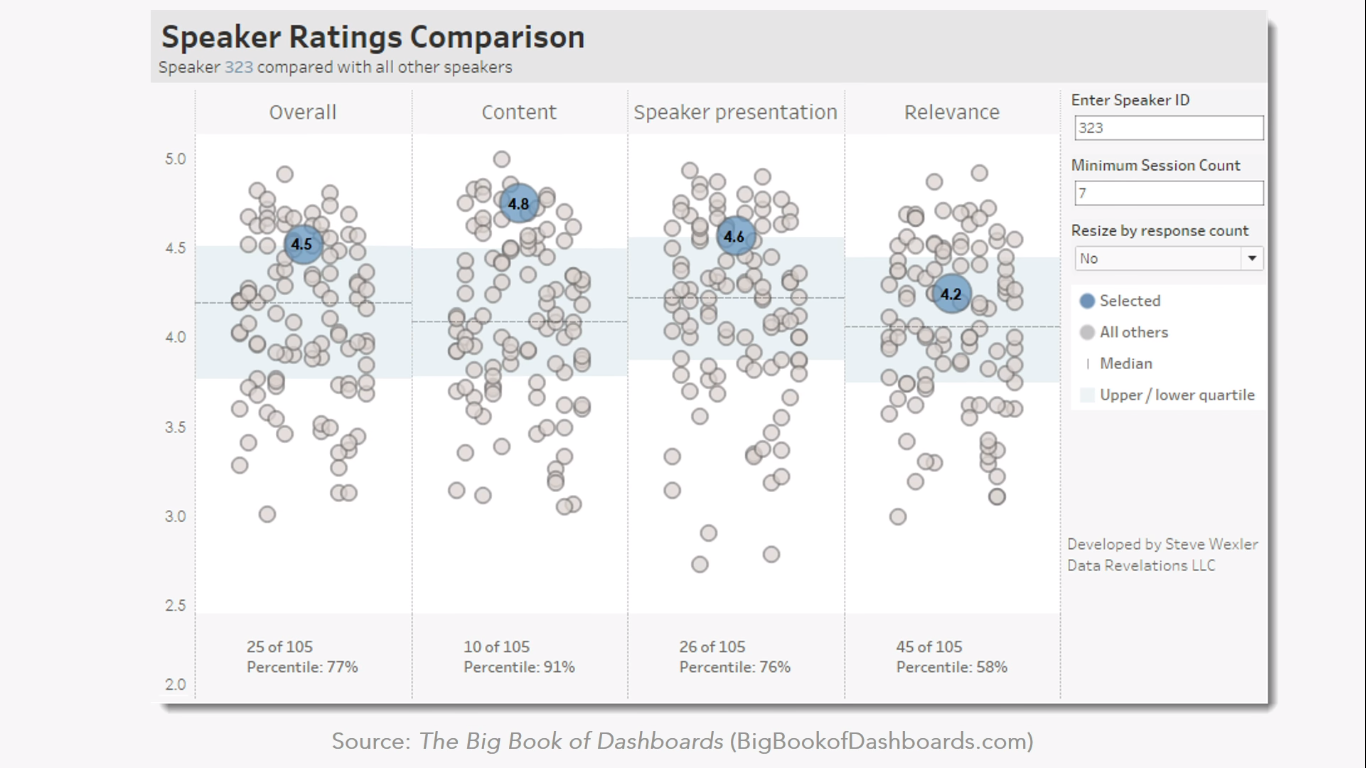 Speaker Ratings Comparison
Speaker 323 compared with all other speakers
Overall
Content
Speaker presentation
Relevance
5.0
4.5
4.0
3.5
3.0
2.5
2.0
4.5
4.8
4.6
4.2
25 of 105
Percentile: 77%
10 of 105
Percentile: 91%
26 of 105
Percentile: 76%
45 of 105
Percentile: 58%
Enter Speaker ID
323
Minimum Session Count
7
Resize by response count
No
Selected
All others
Median
Upper / lower quartile
Developed by Steve Wexler
Data Revelations LLC
Source: The Big Book of Dashboards (BigBookofDashboards.com)